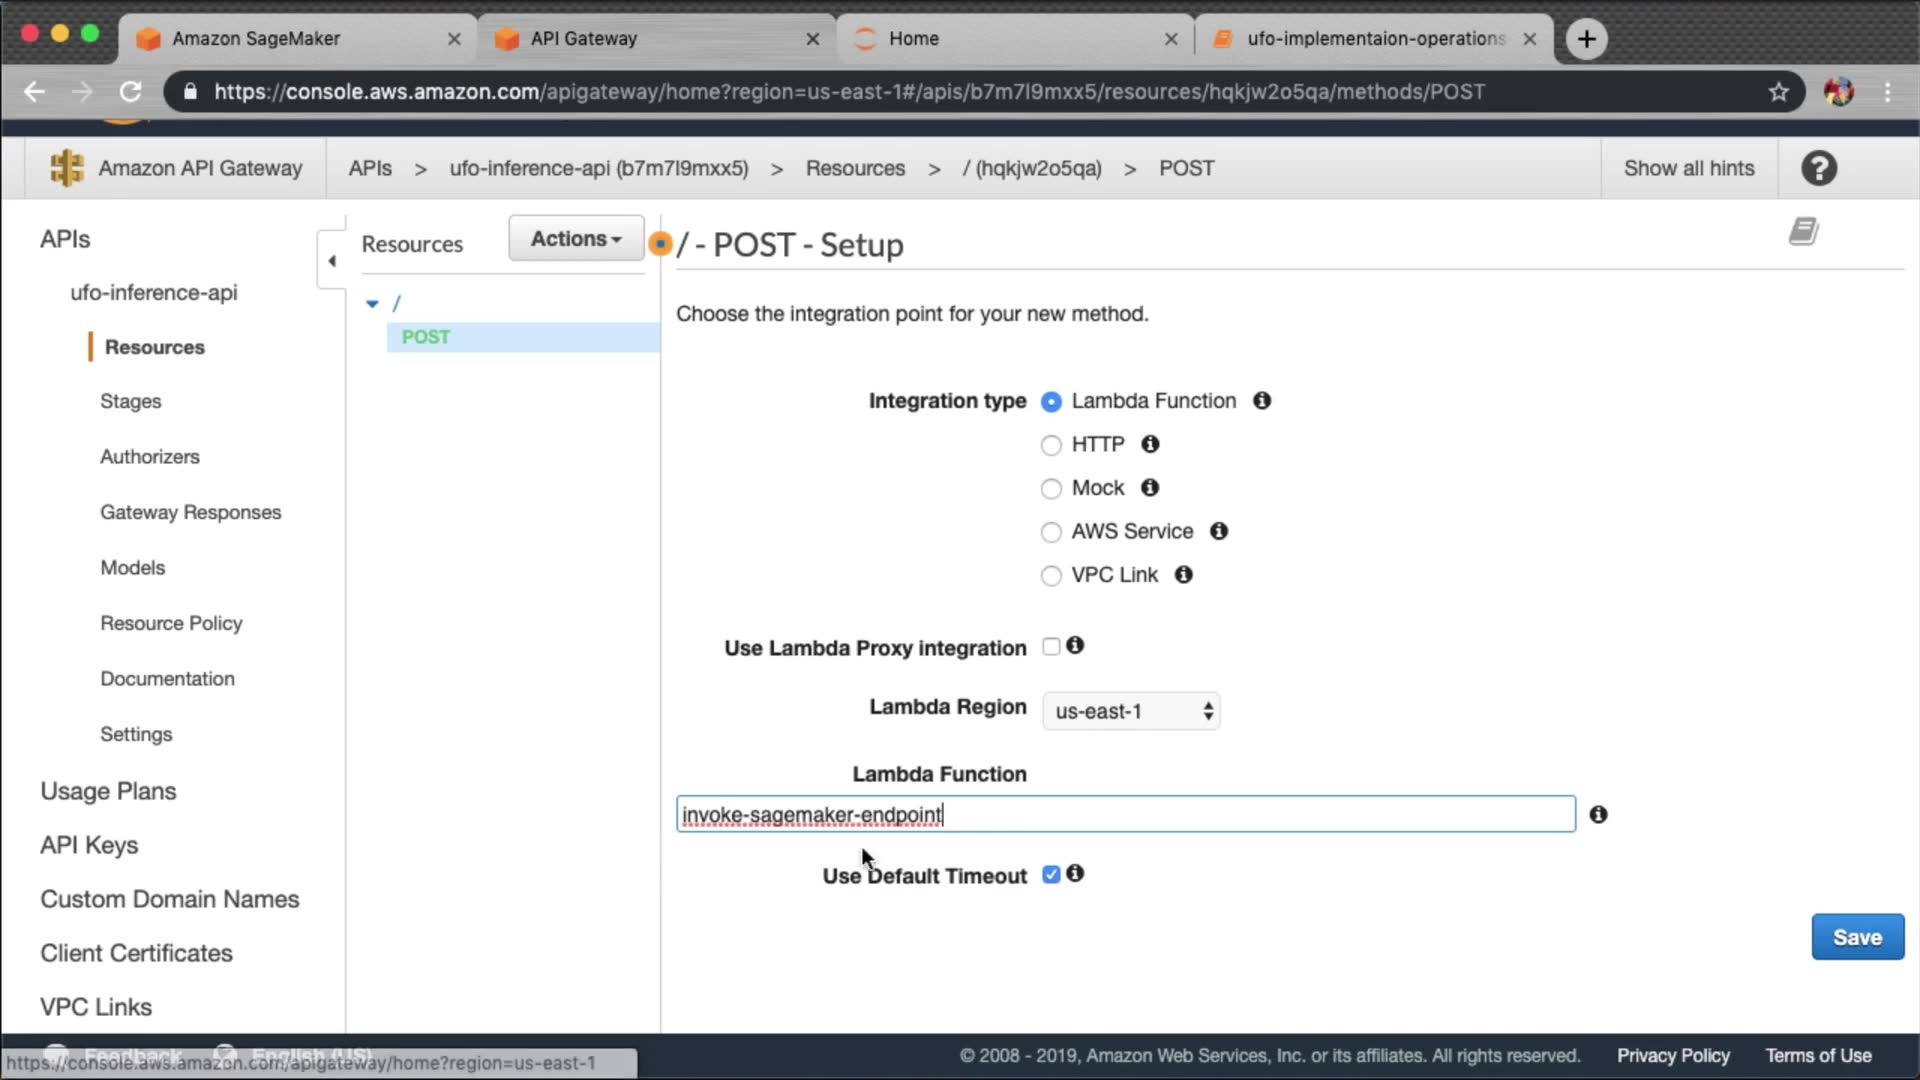 Amazon SageMaker
API Gateway
Home
ufo-implementaion-operations
https://console.aws.amazon.com/apigateway/home?region=us-east-1#/apis/b7m7l9mxx5/resources/hqkjw2o5qa/methods/POST
Amazon API Gateway
APIs > ufo-inference-api (b7m7l9mxx5) > Resources > / (hqkjw2o5qa) > POST
Show all hints
APIs
ufo-inference-api
Resources
Stages
Authorizers
Gateway Responses
Models
Resource Policy
Documentation
Settings
Usage Plans
API Keys
Custom Domain Names
Client Certificates
VPC Links
Resources
Actions
/
POST
/ - POST - Setup
Choose the integration point for your new method.
Integration type
Lambda Function
HTTP
Mock
AWS Service
VPC Link
Use Lambda Proxy integration
Lambda Region
us-east-1
Lambda Function
invoke-sagemaker-endpoint
Use Default Timeout
Save
Feedback
English (US)
https://console.aws.amazon.com/apigateway/home?region=us-east-1
© 2008 - 2019, Amazon Web Services, Inc. or its affiliates. All rights reserved.
Privacy Policy
Terms of Use